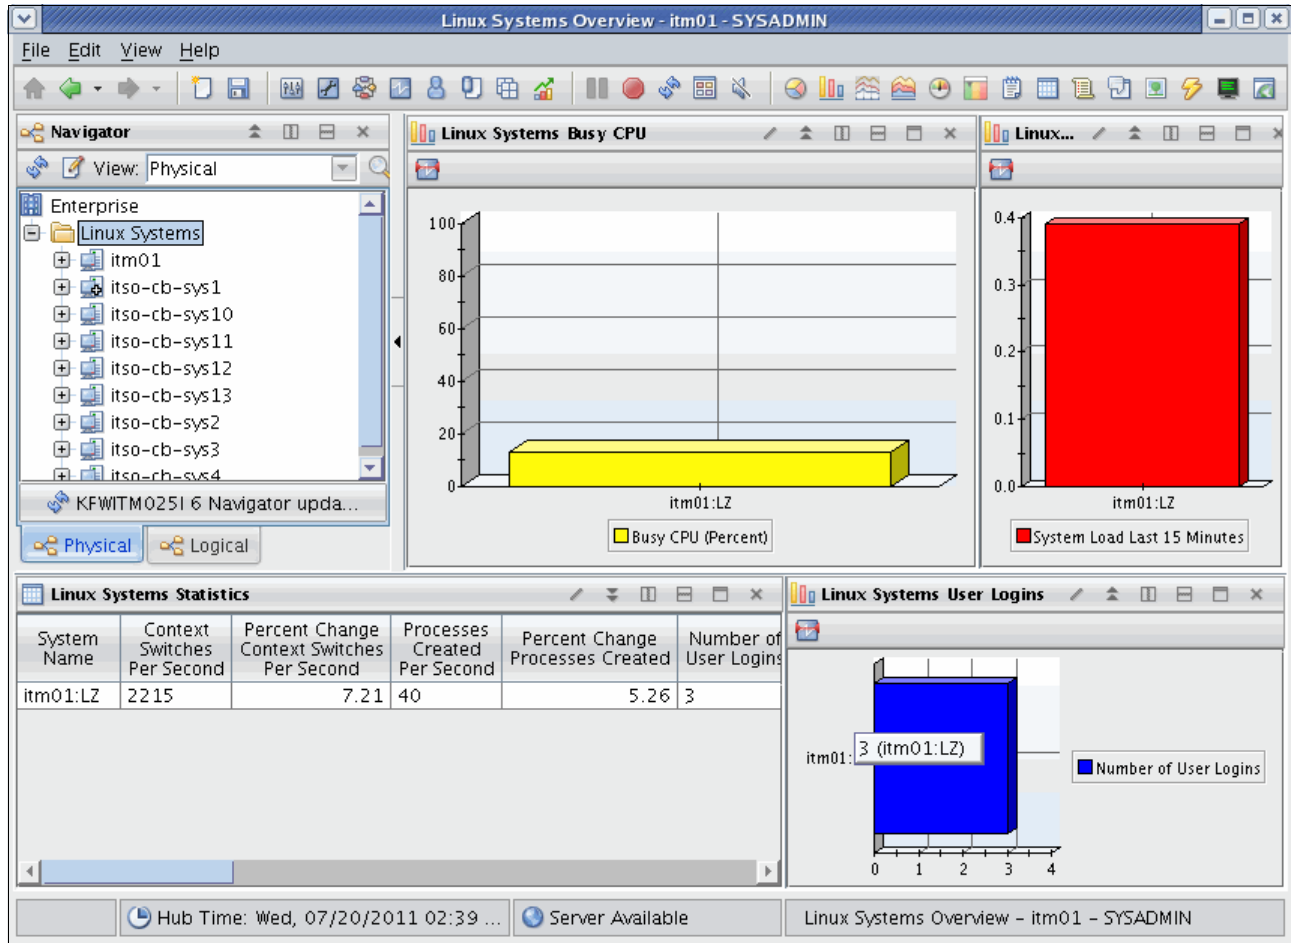 Linux Systems Overview - itm01 - SYSADMIN
File Edit View Help
Navigator
View: Physical
Enterprise
Linux Systems
itm01
itso-cb-sys1
itso-cb-sys10
itso-cb-sys11
itso-cb-sys12
itso-cb-sys13
itso-cb-sys2
itso-cb-sys3
itso-cb-sys4
KFWITM025I 6 Navigator upda...
Physical Logical
Linux Systems Busy CPU
100
80
60
40
20
0
itm01:LZ
Busy CPU (Percent)
Linux...
0.4
0.3
0.2
0.1
0.0
itm01:LZ
System Load Last 15 Minutes
Linux Systems Statistics
System Name
Context Switches Per Second
Percent Change Context Switches Per Second
Processes Created Per Second
Percent Change Processes Created
Number of User Logins
itm01:LZ 2215 7.21 40 5.26 3
Linux Systems User Logins
itm01:
3 (itm01:LZ)
Number of User Logins
0 1 2 3 4
Hub Time: Wed, 07/20/2011 02:39 ...
Server Available
Linux Systems Overview - itm01 - SYSADMIN